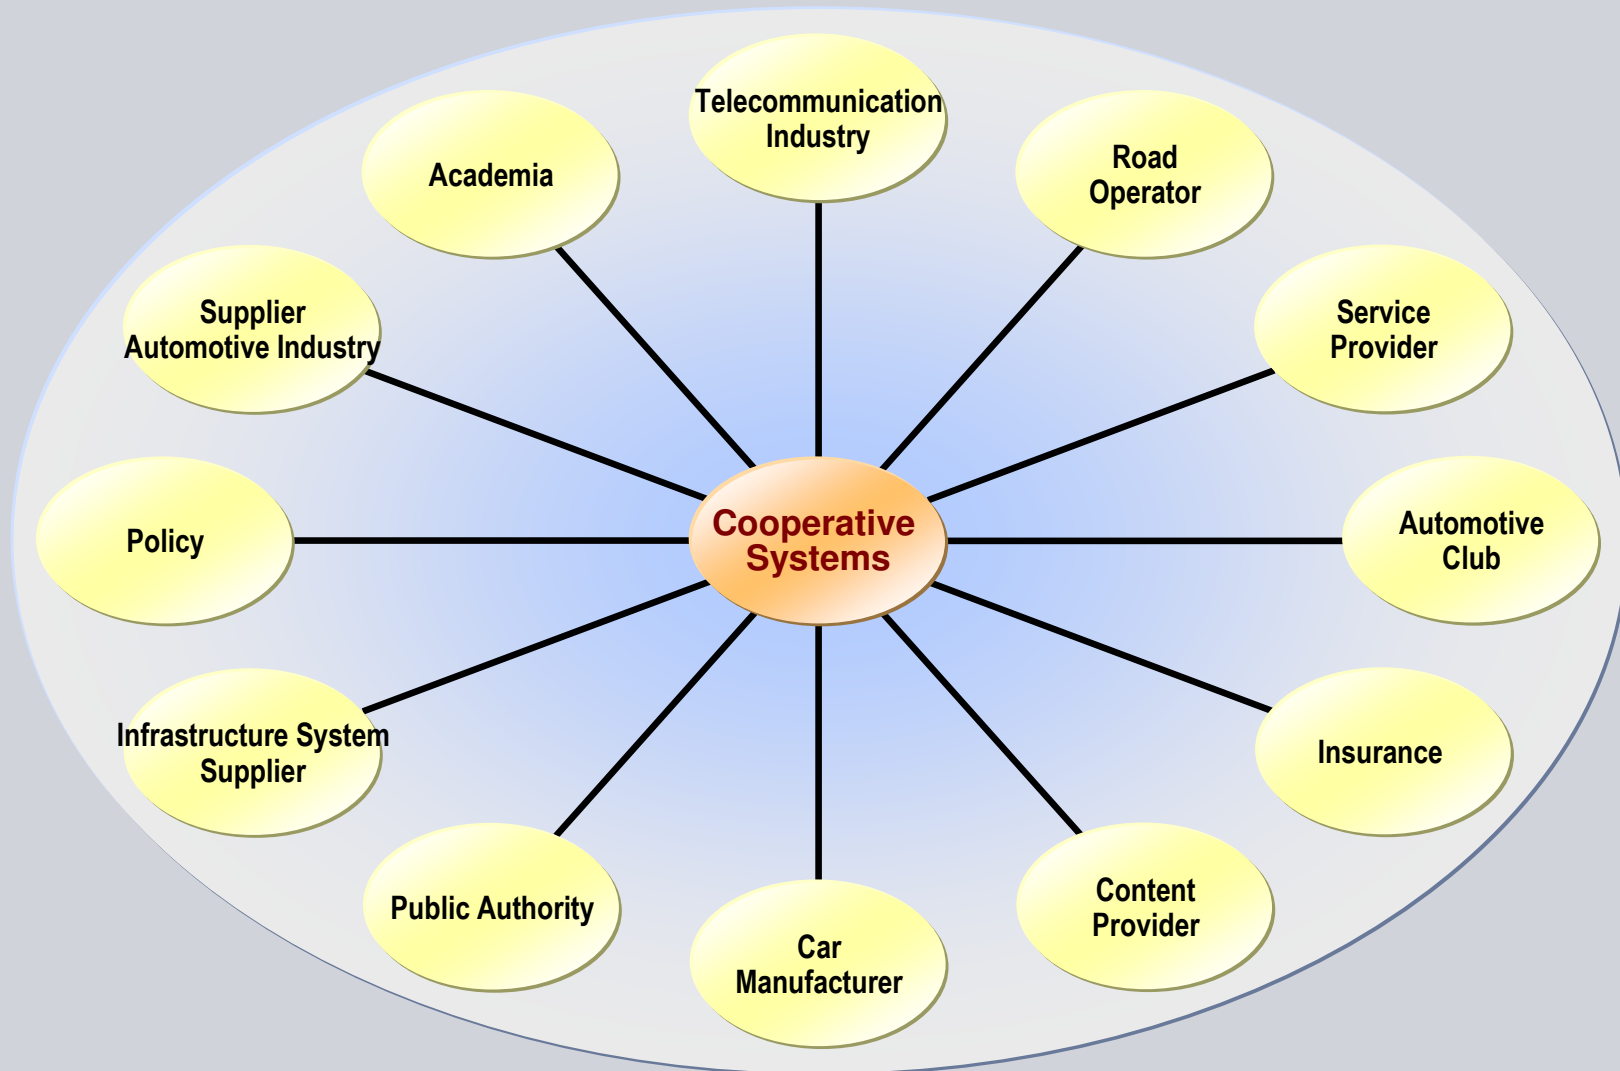 Telecommunication
Industry
Road
Operator
Academia
Service
Provider
Supplier
Automotive Industry
Cooperative
Systems
Policy
Automotive
Club
Infrastructure System
Supplier
Insurance
Public Authority
Content
Provider
Car
Manufacturer